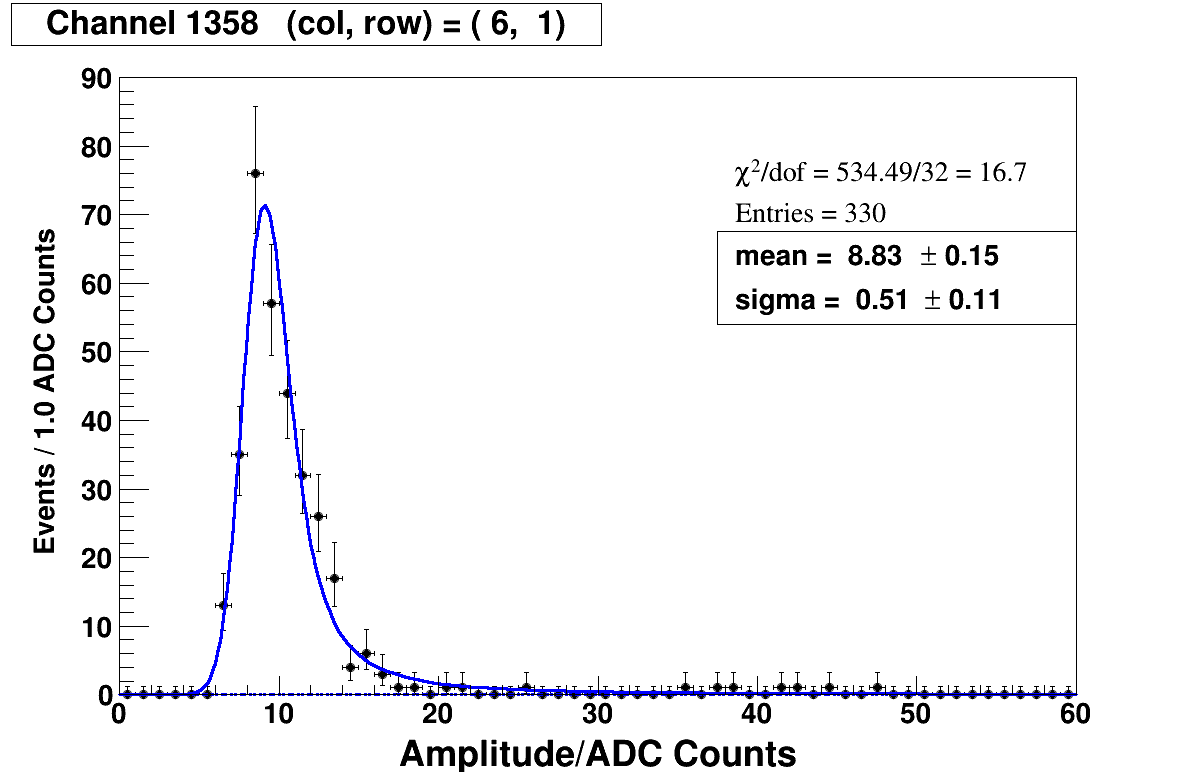 Channel 1358 (col, row) = ( 6, 1)
90
80
70
60
50
40
30
20
10
0
Events / 1.0 ADC Counts
χ²/dof = 534.49/32 = 16.7
Entries = 330
mean = 8.83 ± 0.15
sigma = 0.51 ± 0.11
0 10 20 30 40 50 60
Amplitude/ADC Counts